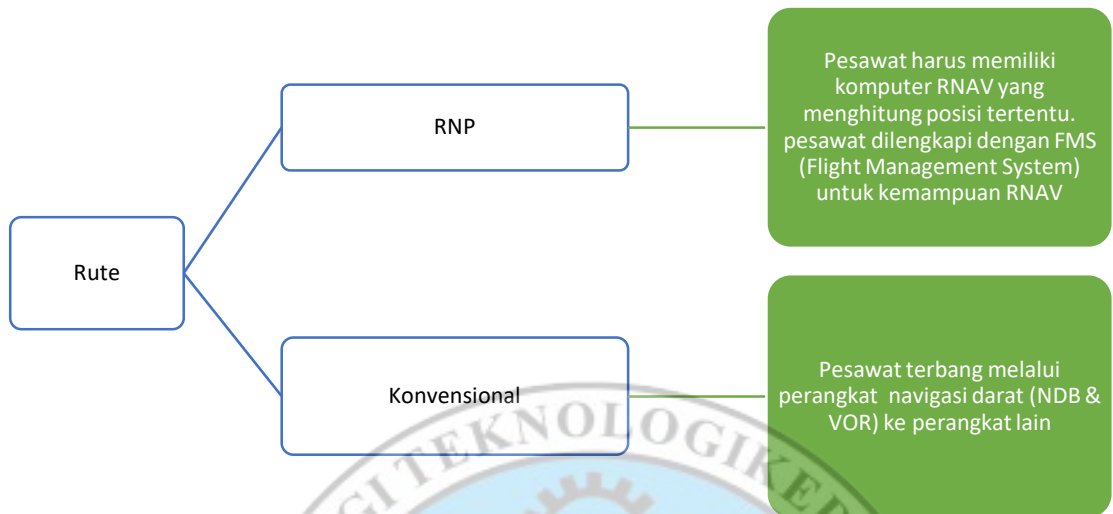 Rute
RNP
Pesawat harus memiliki
komputer RNAV yang
menghitung posisi tertentu.
pesawat dilengkapi dengan FMS
(Flight Management System)
untuk kemampuan RNAV
Konvensional
Pesawat terbang melalui
perangkat navigasi darat (NDB &
VOR) ke perangkat lain